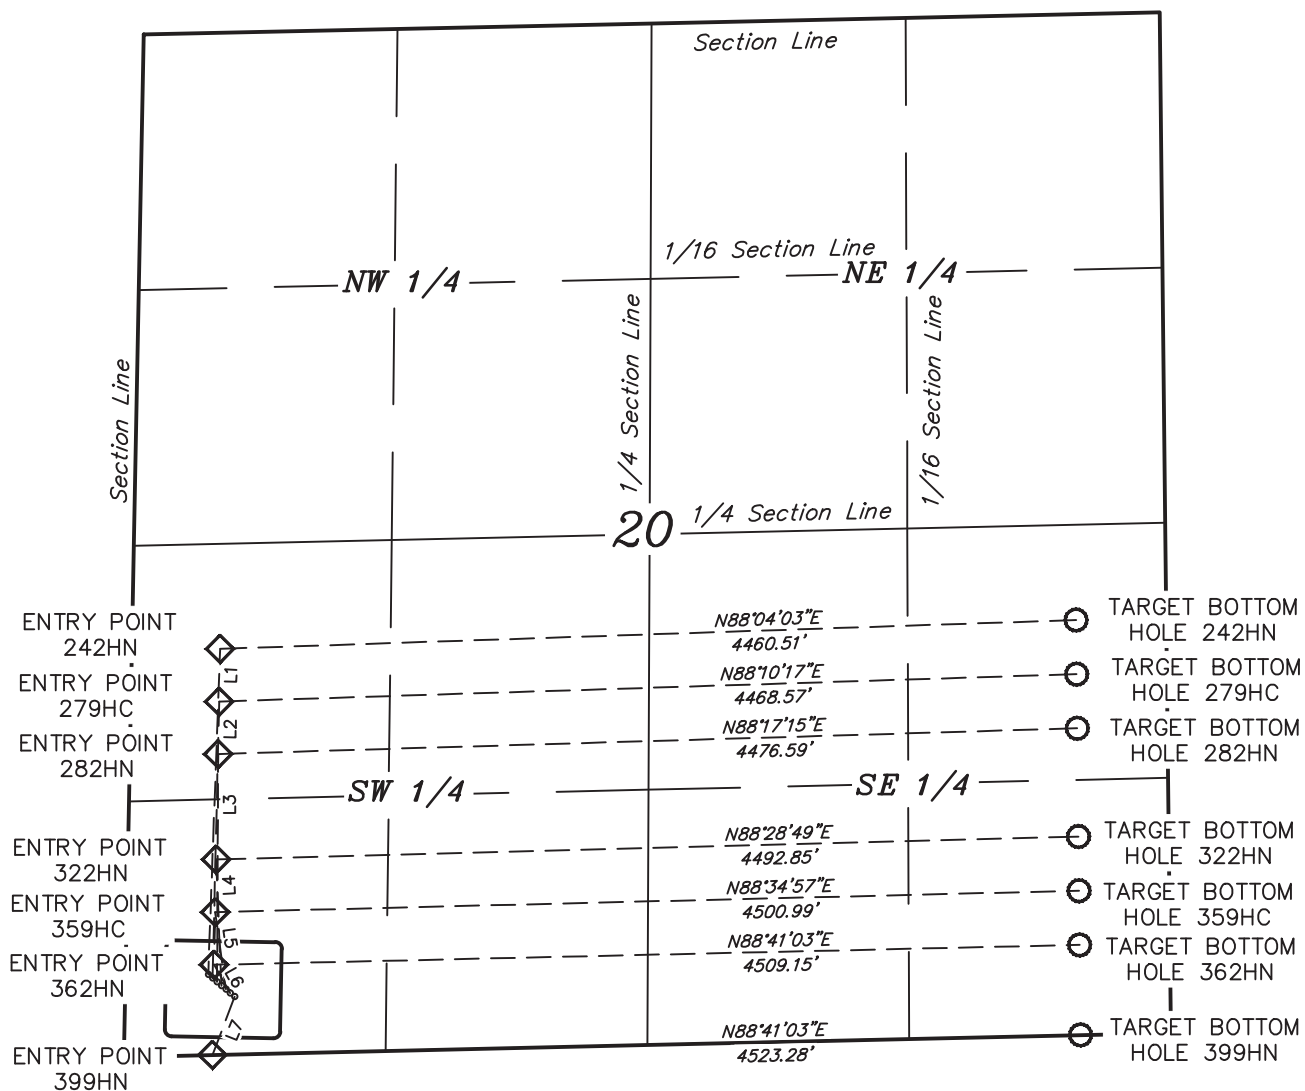 Section Line
1/16 Section Line
NW 1/4
NE 1/4
Section Line
1/4 Section Line
1/16 Section Line
20
1/4 Section Line
ENTRY POINT
242HN
N88°04'03"E
4460.51'
TARGET BOTTOM
HOLE 242HN
L1
ENTRY POINT
279HC
N88°10'17"E
4468.57'
TARGET BOTTOM
HOLE 279HC
L2
ENTRY POINT
282HN
N88°17'15"E
4476.59'
TARGET BOTTOM
HOLE 282HN
SW 1/4
SE 1/4
L3
ENTRY POINT
322HN
N88°28'49"E
4492.85'
TARGET BOTTOM
HOLE 322HN
L4
ENTRY POINT
359HC
N88°34'57"E
4500.99'
TARGET BOTTOM
HOLE 359HC
L5
ENTRY POINT
362HN
N88°41'03"E
4509.15'
TARGET BOTTOM
HOLE 362HN
L6
L7
ENTRY POINT
399HN
N88°41'03"E
4523.28'
TARGET BOTTOM
HOLE 399HN